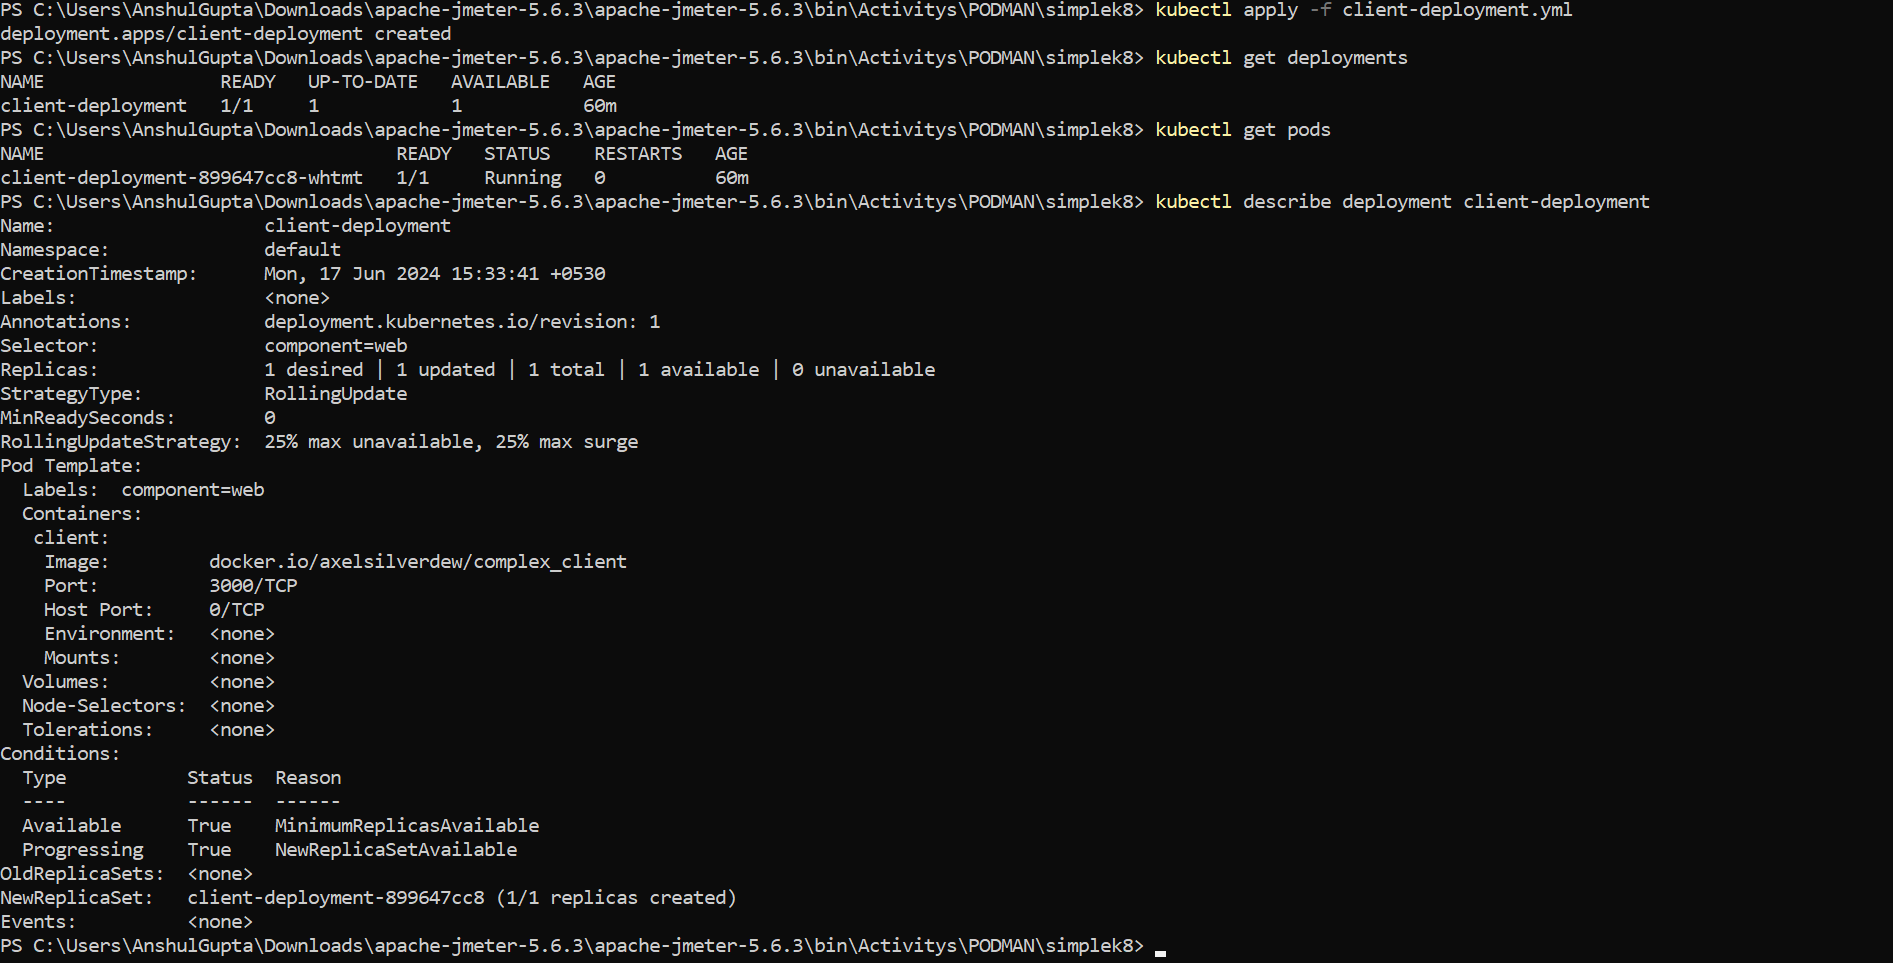 PS C:\Users\AnshulGupta\Downloads\apache-jmeter-5.6.3\apache-jmeter-5.6.3\bin\Activitys\PODMAN\simplek8> kubectl apply -f client-deployment.yml
deployment.apps/client-deployment created
PS C:\Users\AnshulGupta\Downloads\apache-jmeter-5.6.3\apache-jmeter-5.6.3\bin\Activitys\PODMAN\simplek8> kubectl get deployments
NAME                READY   UP-TO-DATE   AVAILABLE   AGE
client-deployment   1/1     1            1           60m
PS C:\Users\AnshulGupta\Downloads\apache-jmeter-5.6.3\apache-jmeter-5.6.3\bin\Activitys\PODMAN\simplek8> kubectl get pods
NAME                                READY   STATUS    RESTARTS   AGE
client-deployment-899647cc8-whtmt   1/1     Running   0          60m
PS C:\Users\AnshulGupta\Downloads\apache-jmeter-5.6.3\apache-jmeter-5.6.3\bin\Activitys\PODMAN\simplek8> kubectl describe deployment client-deployment
Name:                   client-deployment
Namespace:              default
CreationTimestamp:      Mon, 17 Jun 2024 15:33:41 +0530
Labels:                 <none>
Annotations:            deployment.kubernetes.io/revision: 1
Selector:               component=web
Replicas:               1 desired | 1 updated | 1 total | 1 available | 0 unavailable
StrategyType:           RollingUpdate
MinReadySeconds:        0
RollingUpdateStrategy:  25% max unavailable, 25% max surge
Pod Template:
  Labels:  component=web
  Containers:
   client:
    Image:         docker.io/axelsilverdew/complex_client
    Port:          3000/TCP
    Host Port:     0/TCP
    Environment:   <none>
    Mounts:        <none>
  Volumes:         <none>
  Node-Selectors:  <none>
  Tolerations:     <none>
Conditions:
  Type           Status  Reason
  ----           ------  ------
  Available      True    MinimumReplicasAvailable
  Progressing    True    NewReplicaSetAvailable
OldReplicaSets:  <none>
NewReplicaSet:   client-deployment-899647cc8 (1/1 replicas created)
Events:          <none>
PS C:\Users\AnshulGupta\Downloads\apache-jmeter-5.6.3\apache-jmeter-5.6.3\bin\Activitys\PODMAN\simplek8>